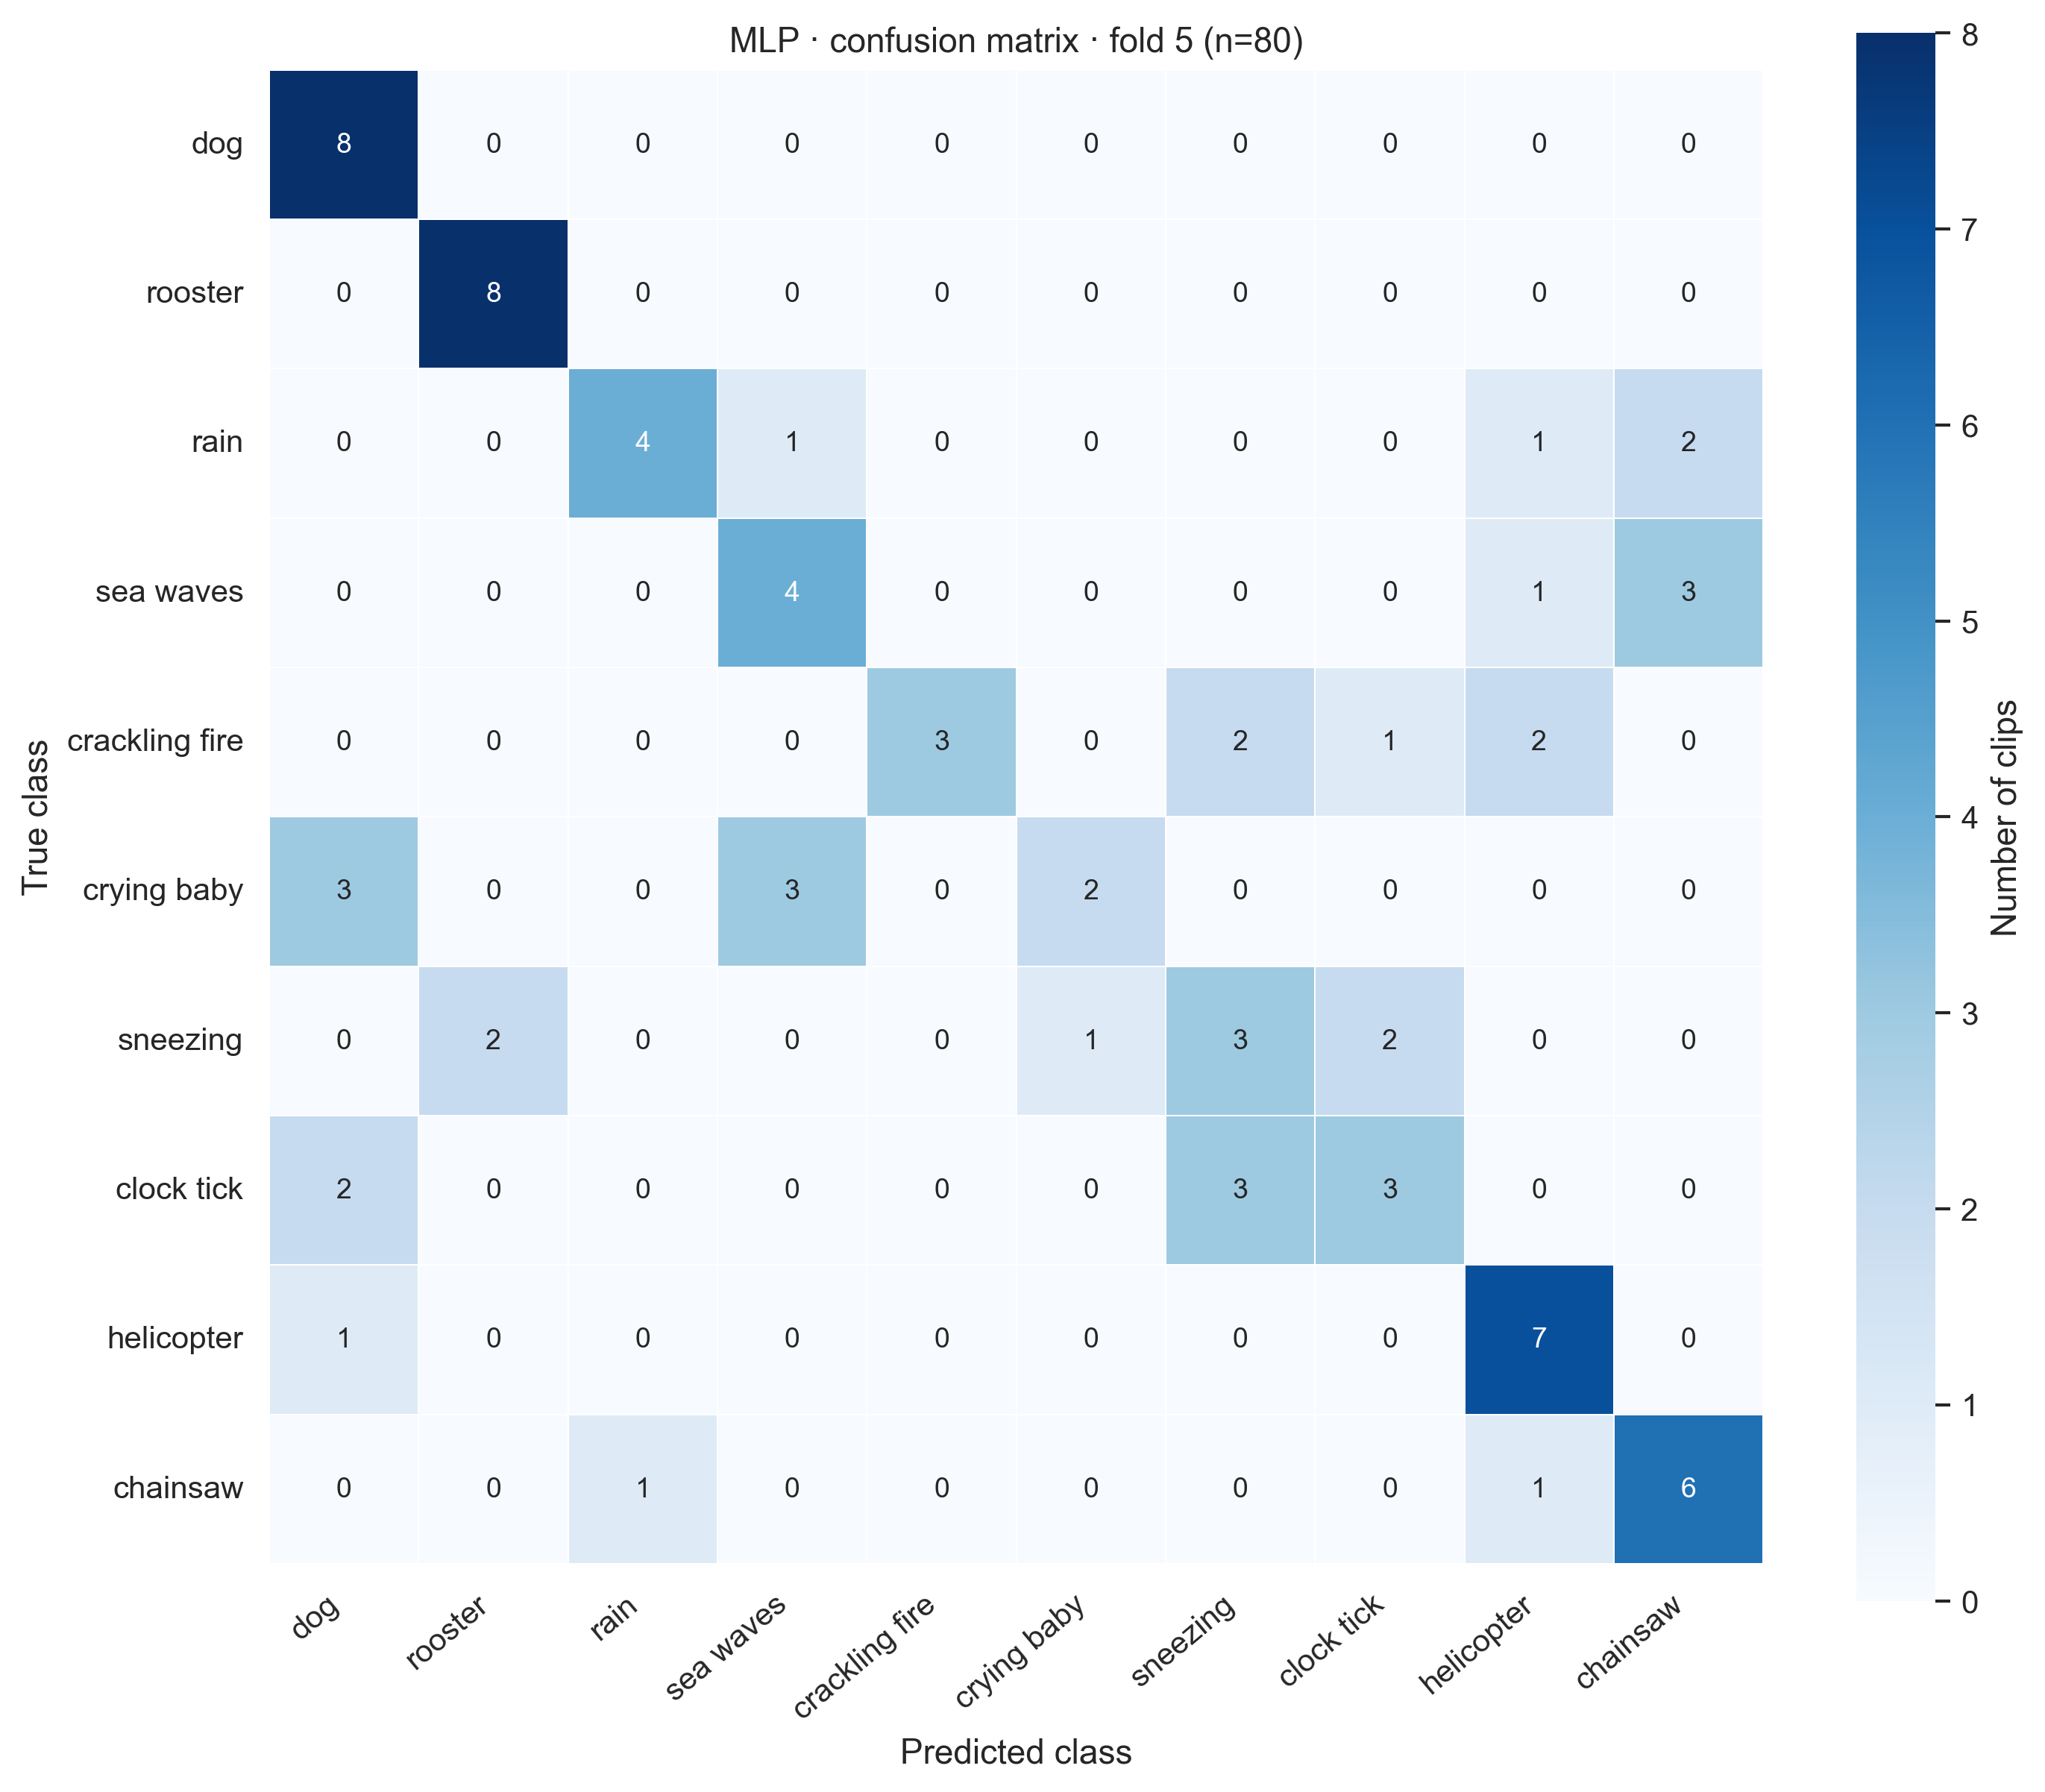 MLP · confusion matrix · fold 5 (n=80)
8
dog 8 0 0 0 0 0 0 0 0 0
7
rooster 0 8 0 0 0 0 0 0 0 0
6
rain 0 0 4 1 0 0 0 0 1 2
sea waves 0 0 0 4 0 0 0 0 1 3
5
crackling fire 0 0 0 0 3 0 2 1 2 0
True class
Number of clips
4
crying baby 3 0 0 3 0 2 0 0 0 0
3
sneezing 0 2 0 0 0 1 3 2 0 0
clock tick 2 0 0 0 0 0 3 3 0 0
2
helicopter 1 0 0 0 0 0 0 0 7 0
1
chainsaw 0 0 1 0 0 0 0 0 1 6
0
dog rooster rain sea waves crackling fire crying baby sneezing clock tick helicopter chainsaw
Predicted class